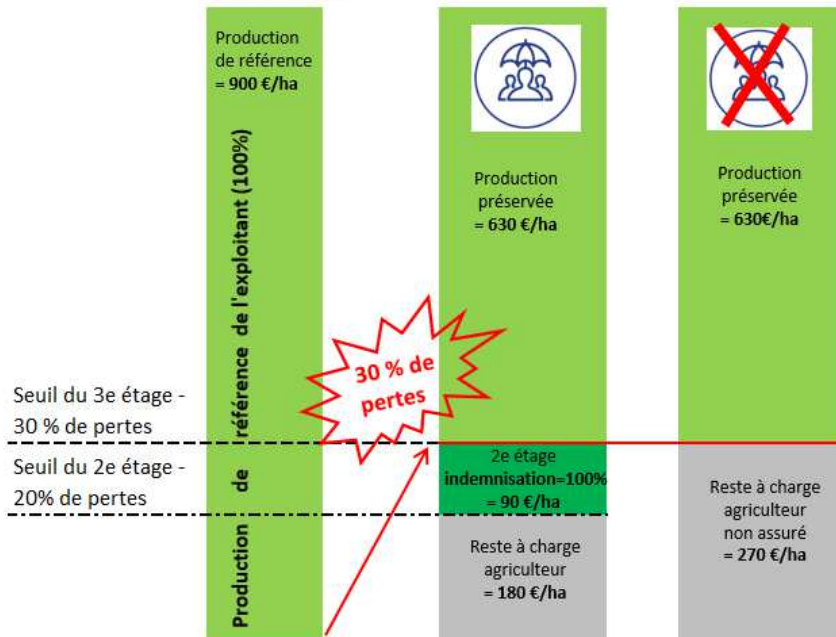 Production
de référence
= 900 €/ha
Production de référence de l'exploitant (100%)
Production
préservée
= 630 €/ha
Production
préservée
= 630€/ha
30 % de
pertes
Seuil du 3e étage -
30 % de pertes
Seuil du 2e étage -
20% de pertes
2e étage
indemnisation=100%
= 90 €/ha
Reste à charge
agriculteur
= 180 €/ha
Reste à charge
agriculteur
non assuré
= 270 €/ha